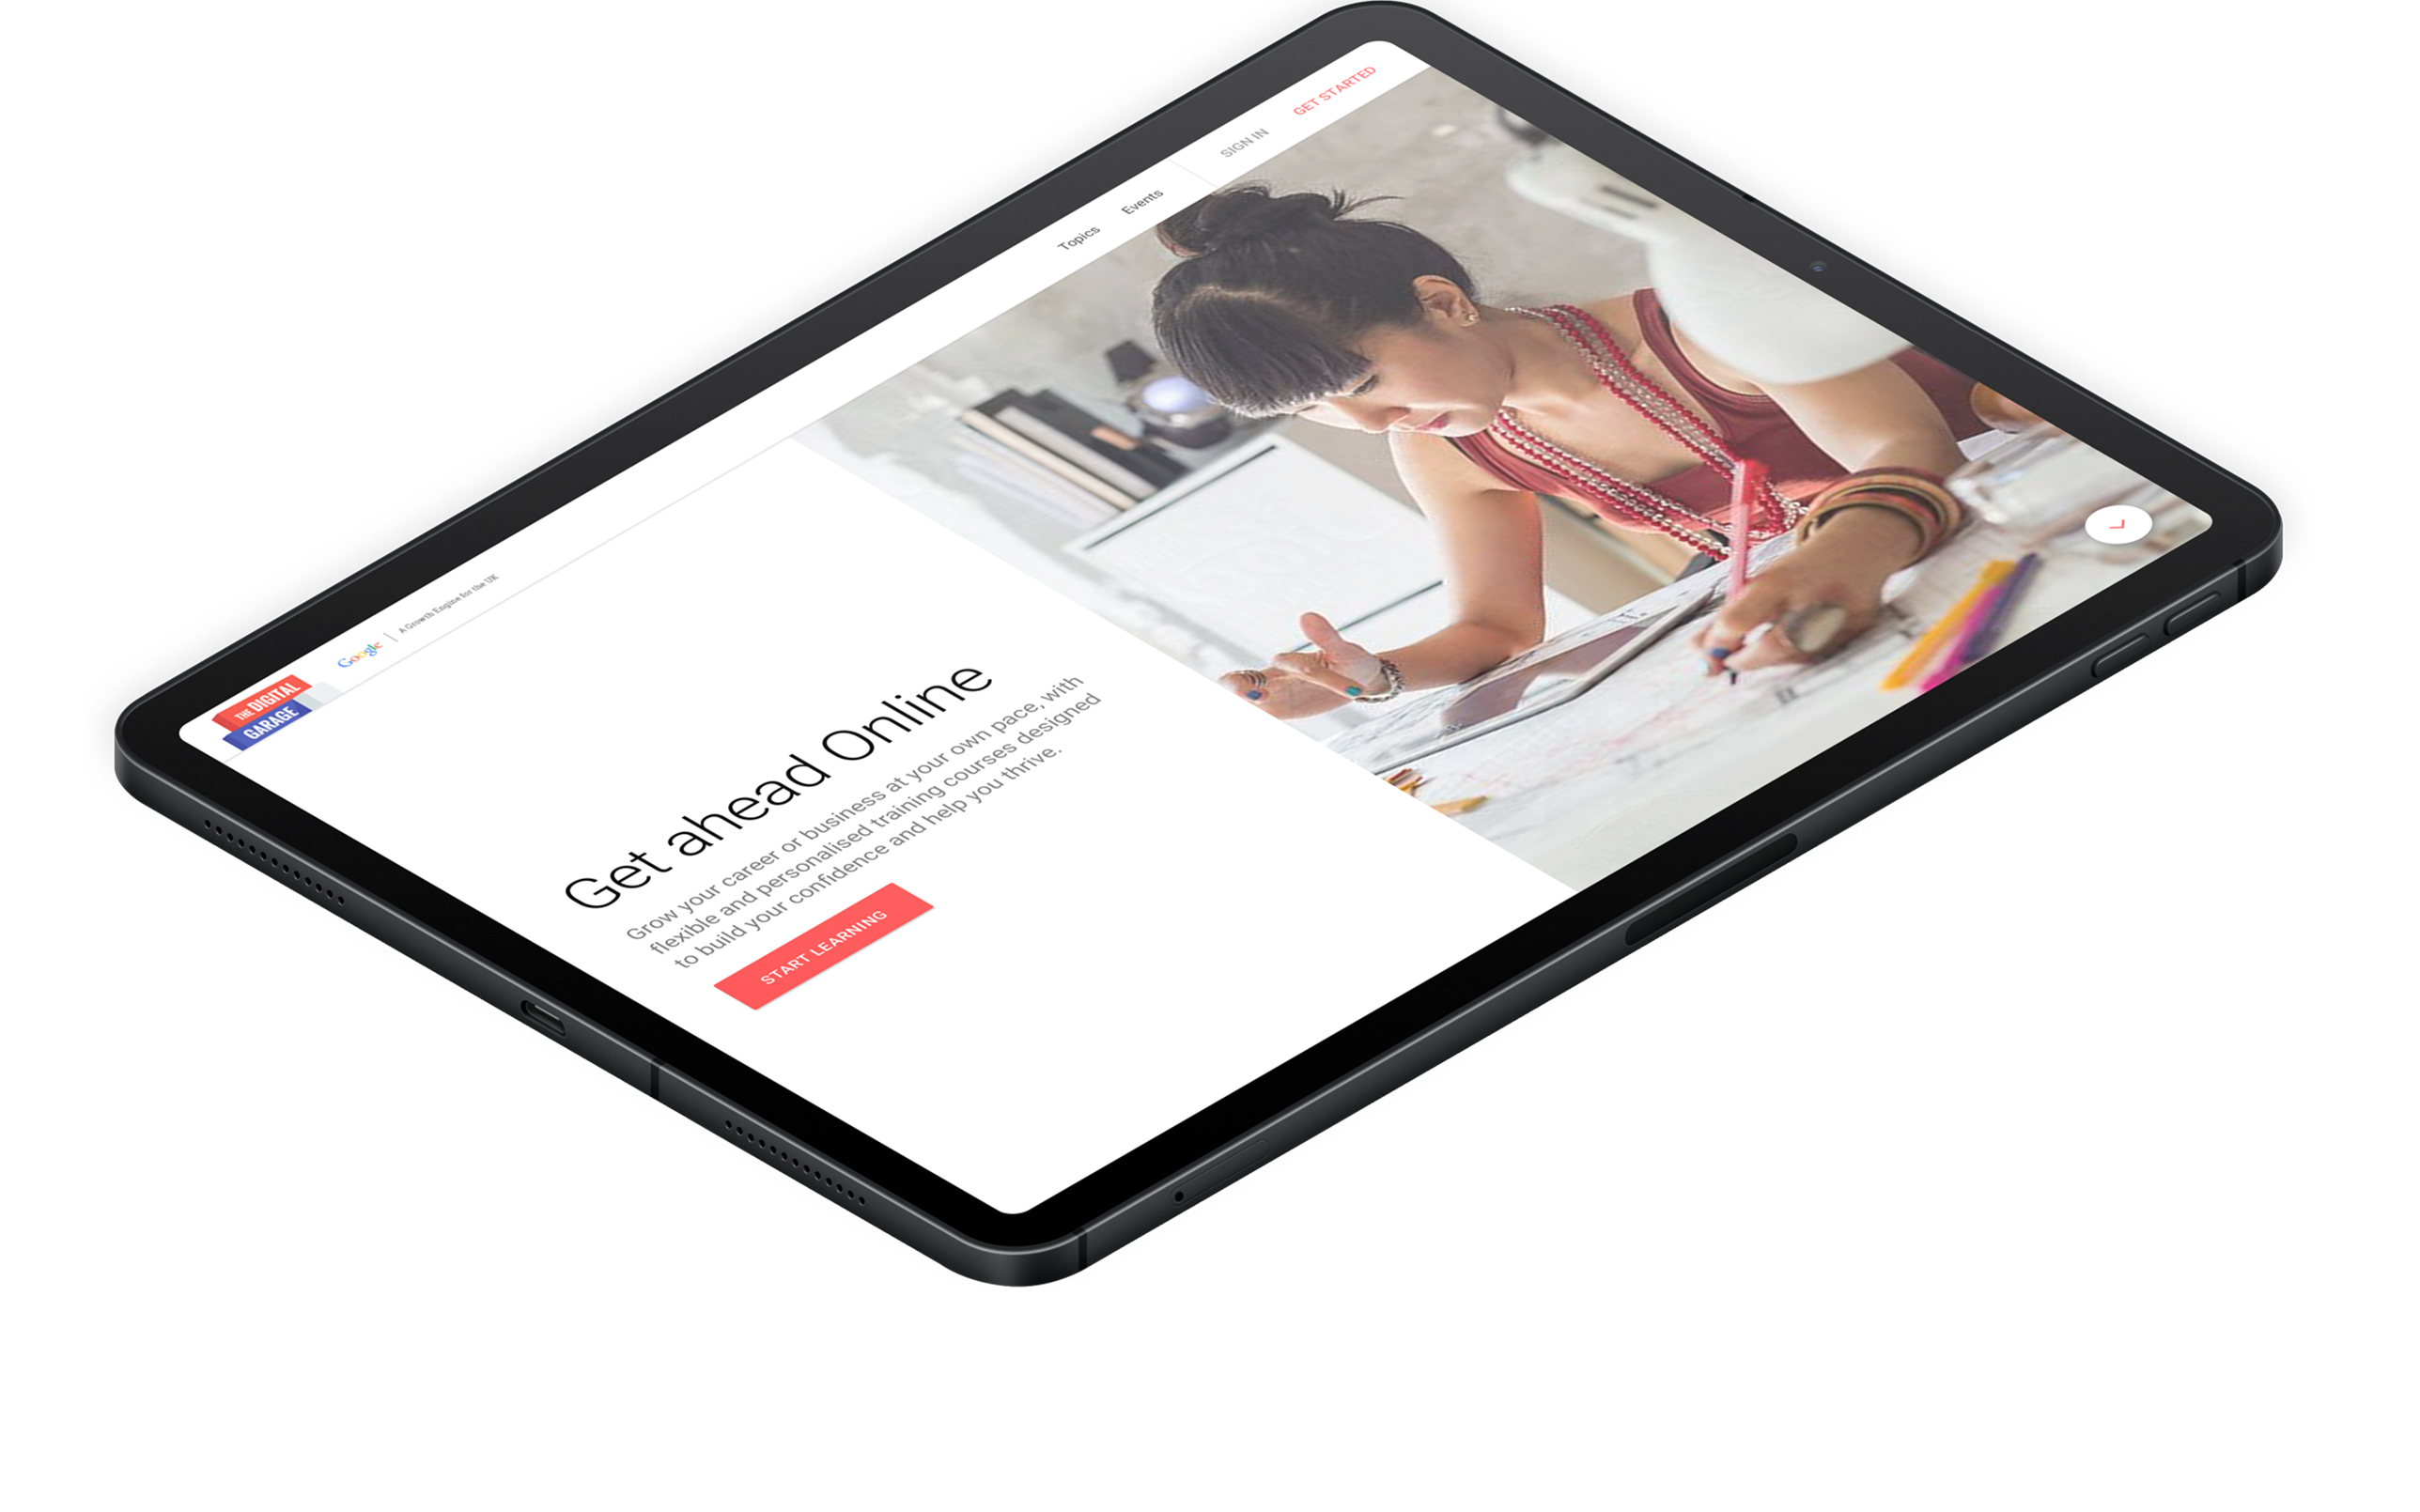 THE DIGITAL
GARAGE
Google | A Growth Engine for the UK
Topics
Events
SIGN IN
GET STARTED
Get ahead Online
Grow your career or business at your own pace, with
flexible and personalised training courses designed
to build your confidence and help you thrive.
START LEARNING